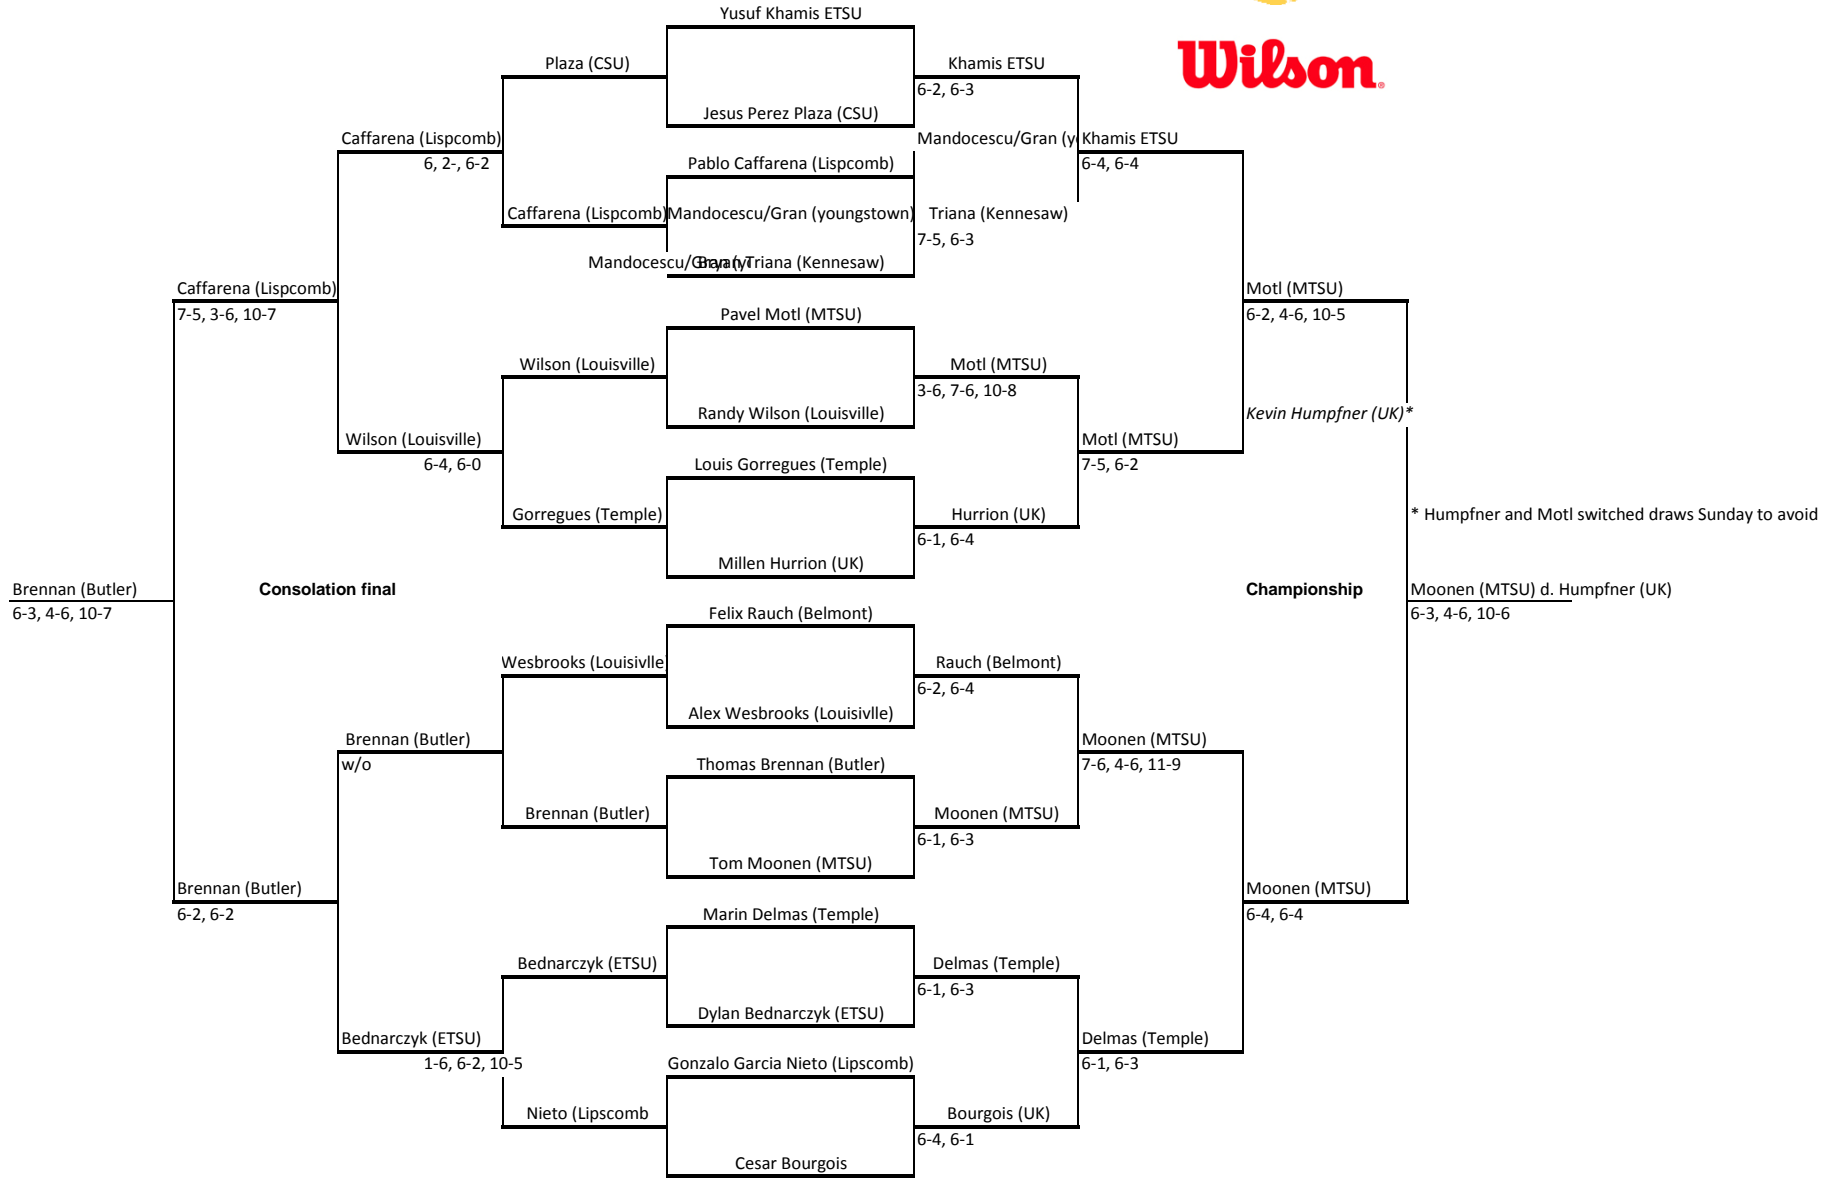 Yusuf Khamis ETSU
Wilson
Plaza (CSU)
Khamis ETSU
6-2, 6-3
Jesus Perez Plaza (CSU)
Caffarena (Lispcomb)
Mandocescu/Gran (y
Khamis ETSU
6, 2-, 6-2
Pablo Caffarena (Lispcomb)
6-4, 6-4
Caffarena (Lispcomb)
Mandocescu/Gran (youngstown)
Triana (Kennesaw)
7-5, 6-3
Mandocescu/Gran (y
Bryan Triana (Kennesaw)
Caffarena (Lispcomb)
Motl (MTSU)
7-5, 3-6, 10-7
Pavel Motl (MTSU)
6-2, 4-6, 10-5
Wilson (Louisville)
Motl (MTSU)
3-6, 7-6, 10-8
Randy Wilson (Louisville)
Kevin Humpfner (UK)*
Wilson (Louisville)
Motl (MTSU)
6-4, 6-0
Louis Gorregues (Temple)
7-5, 6-2
Gorregues (Temple)
Hurrion (UK)
* Humpfner and Motl switched draws Sunday to avoid
6-1, 6-4
Millen Hurrion (UK)
Brennan (Butler)
Consolation final
Championship
Moonen (MTSU) d. Humpfner (UK)
6-3, 4-6, 10-7
Felix Rauch (Belmont)
6-3, 4-6, 10-6
Wesbrooks (Louisivlle
Rauch (Belmont)
6-2, 6-4
Alex Wesbrooks (Louisivlle)
Brennan (Butler)
Moonen (MTSU)
w/o
Thomas Brennan (Butler)
7-6, 4-6, 11-9
Brennan (Butler)
Moonen (MTSU)
6-1, 6-3
Tom Moonen (MTSU)
Brennan (Butler)
Moonen (MTSU)
6-2, 6-2
Marin Delmas (Temple)
6-4, 6-4
Bednarczyk (ETSU)
Delmas (Temple)
6-1, 6-3
Dylan Bednarczyk (ETSU)
Bednarczyk (ETSU)
Delmas (Temple)
1-6, 6-2, 10-5
Gonzalo Garcia Nieto (Lipscomb)
6-1, 6-3
Nieto (Lipscomb
Bourgois (UK)
6-4, 6-1
Cesar Bourgois